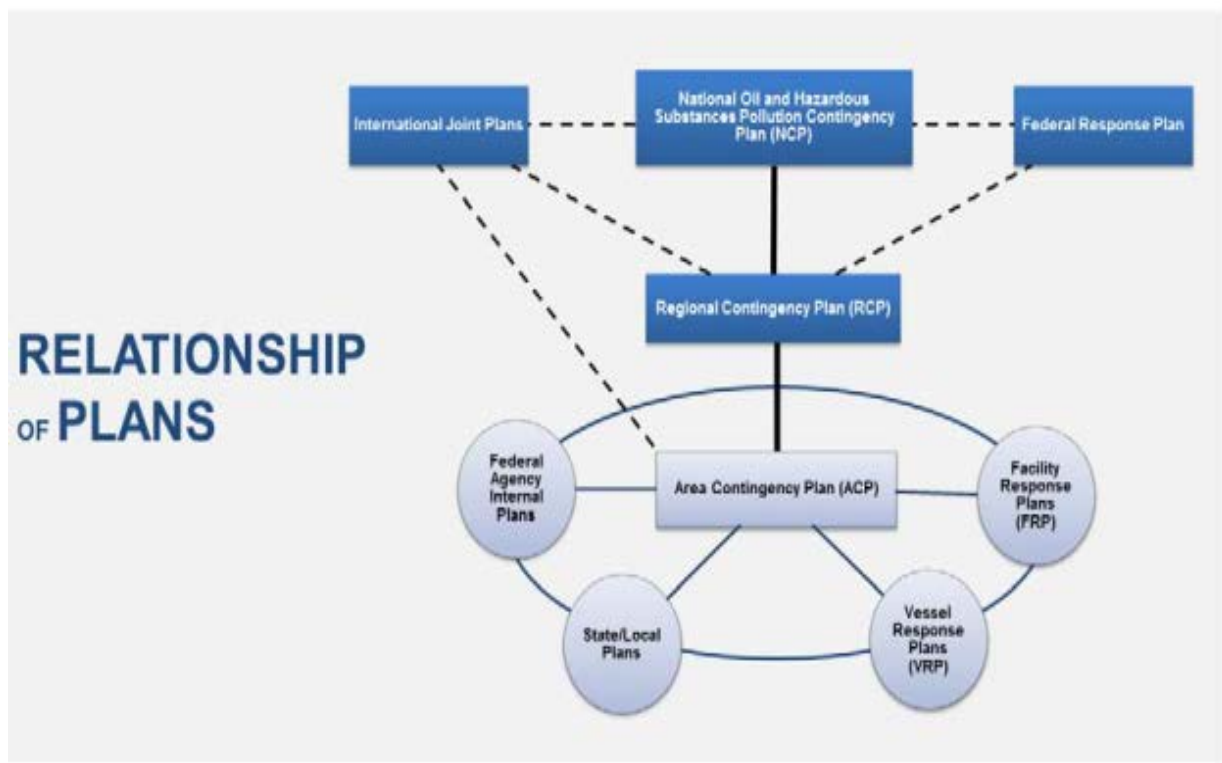 National Oil and Hazardous
Substances Pollution Contingency
Plan (NCP)
International Joint Plans
Federal Response Plan
Regional Contingency Plan (RCP)
RELATIONSHIP
OF PLANS
Federal
Agency
Internal
Plans
Area Contingency Plan (ACP)
Facility
Response
Plans
(FRP)
State/Local
Plans
Vessel
Response
Plans
(VRP)